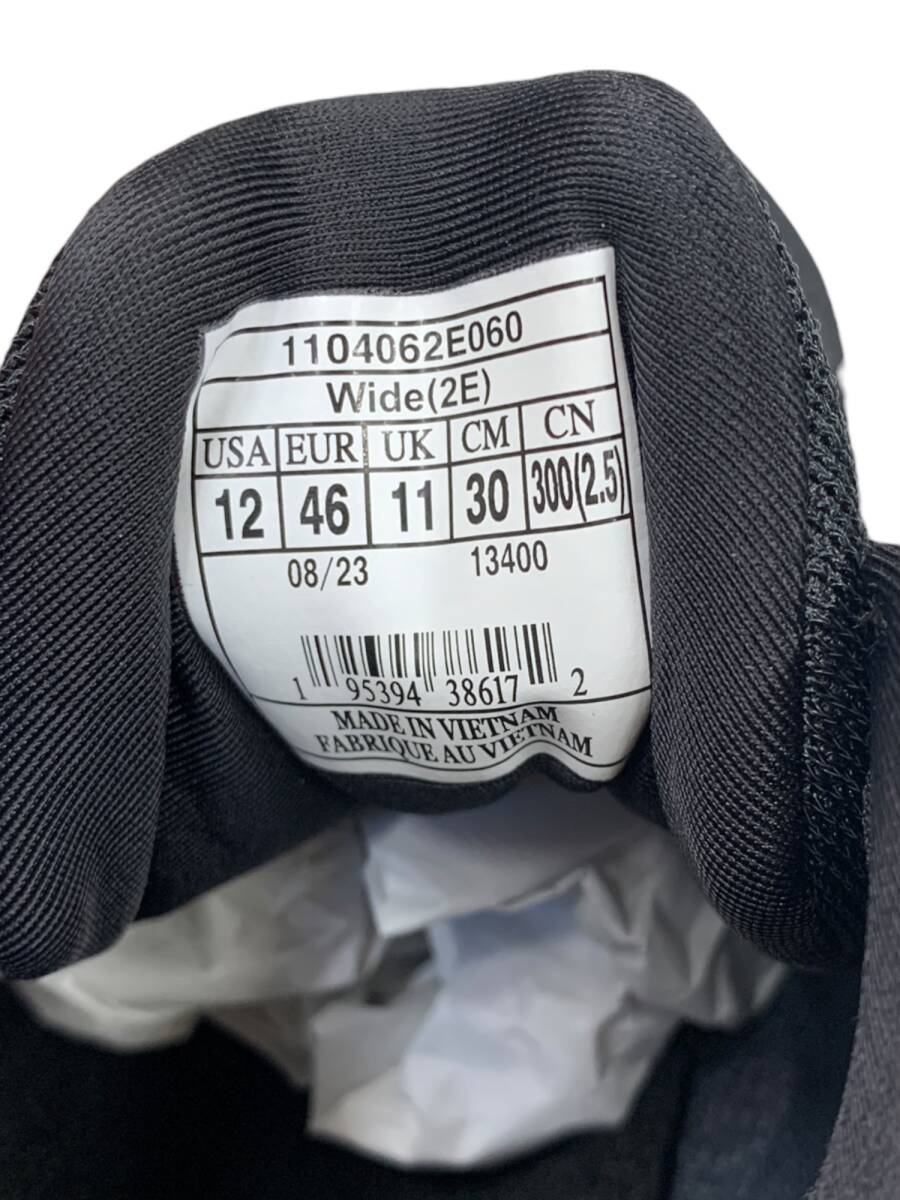 1104062E060
Wide(2E)
USA EUR UK CM CN
12 46 11 30 300(2.5)
08/23 13400
1 95394 38617 2
MADE IN VIETNAM
FABRIQUE AU VIETNAM